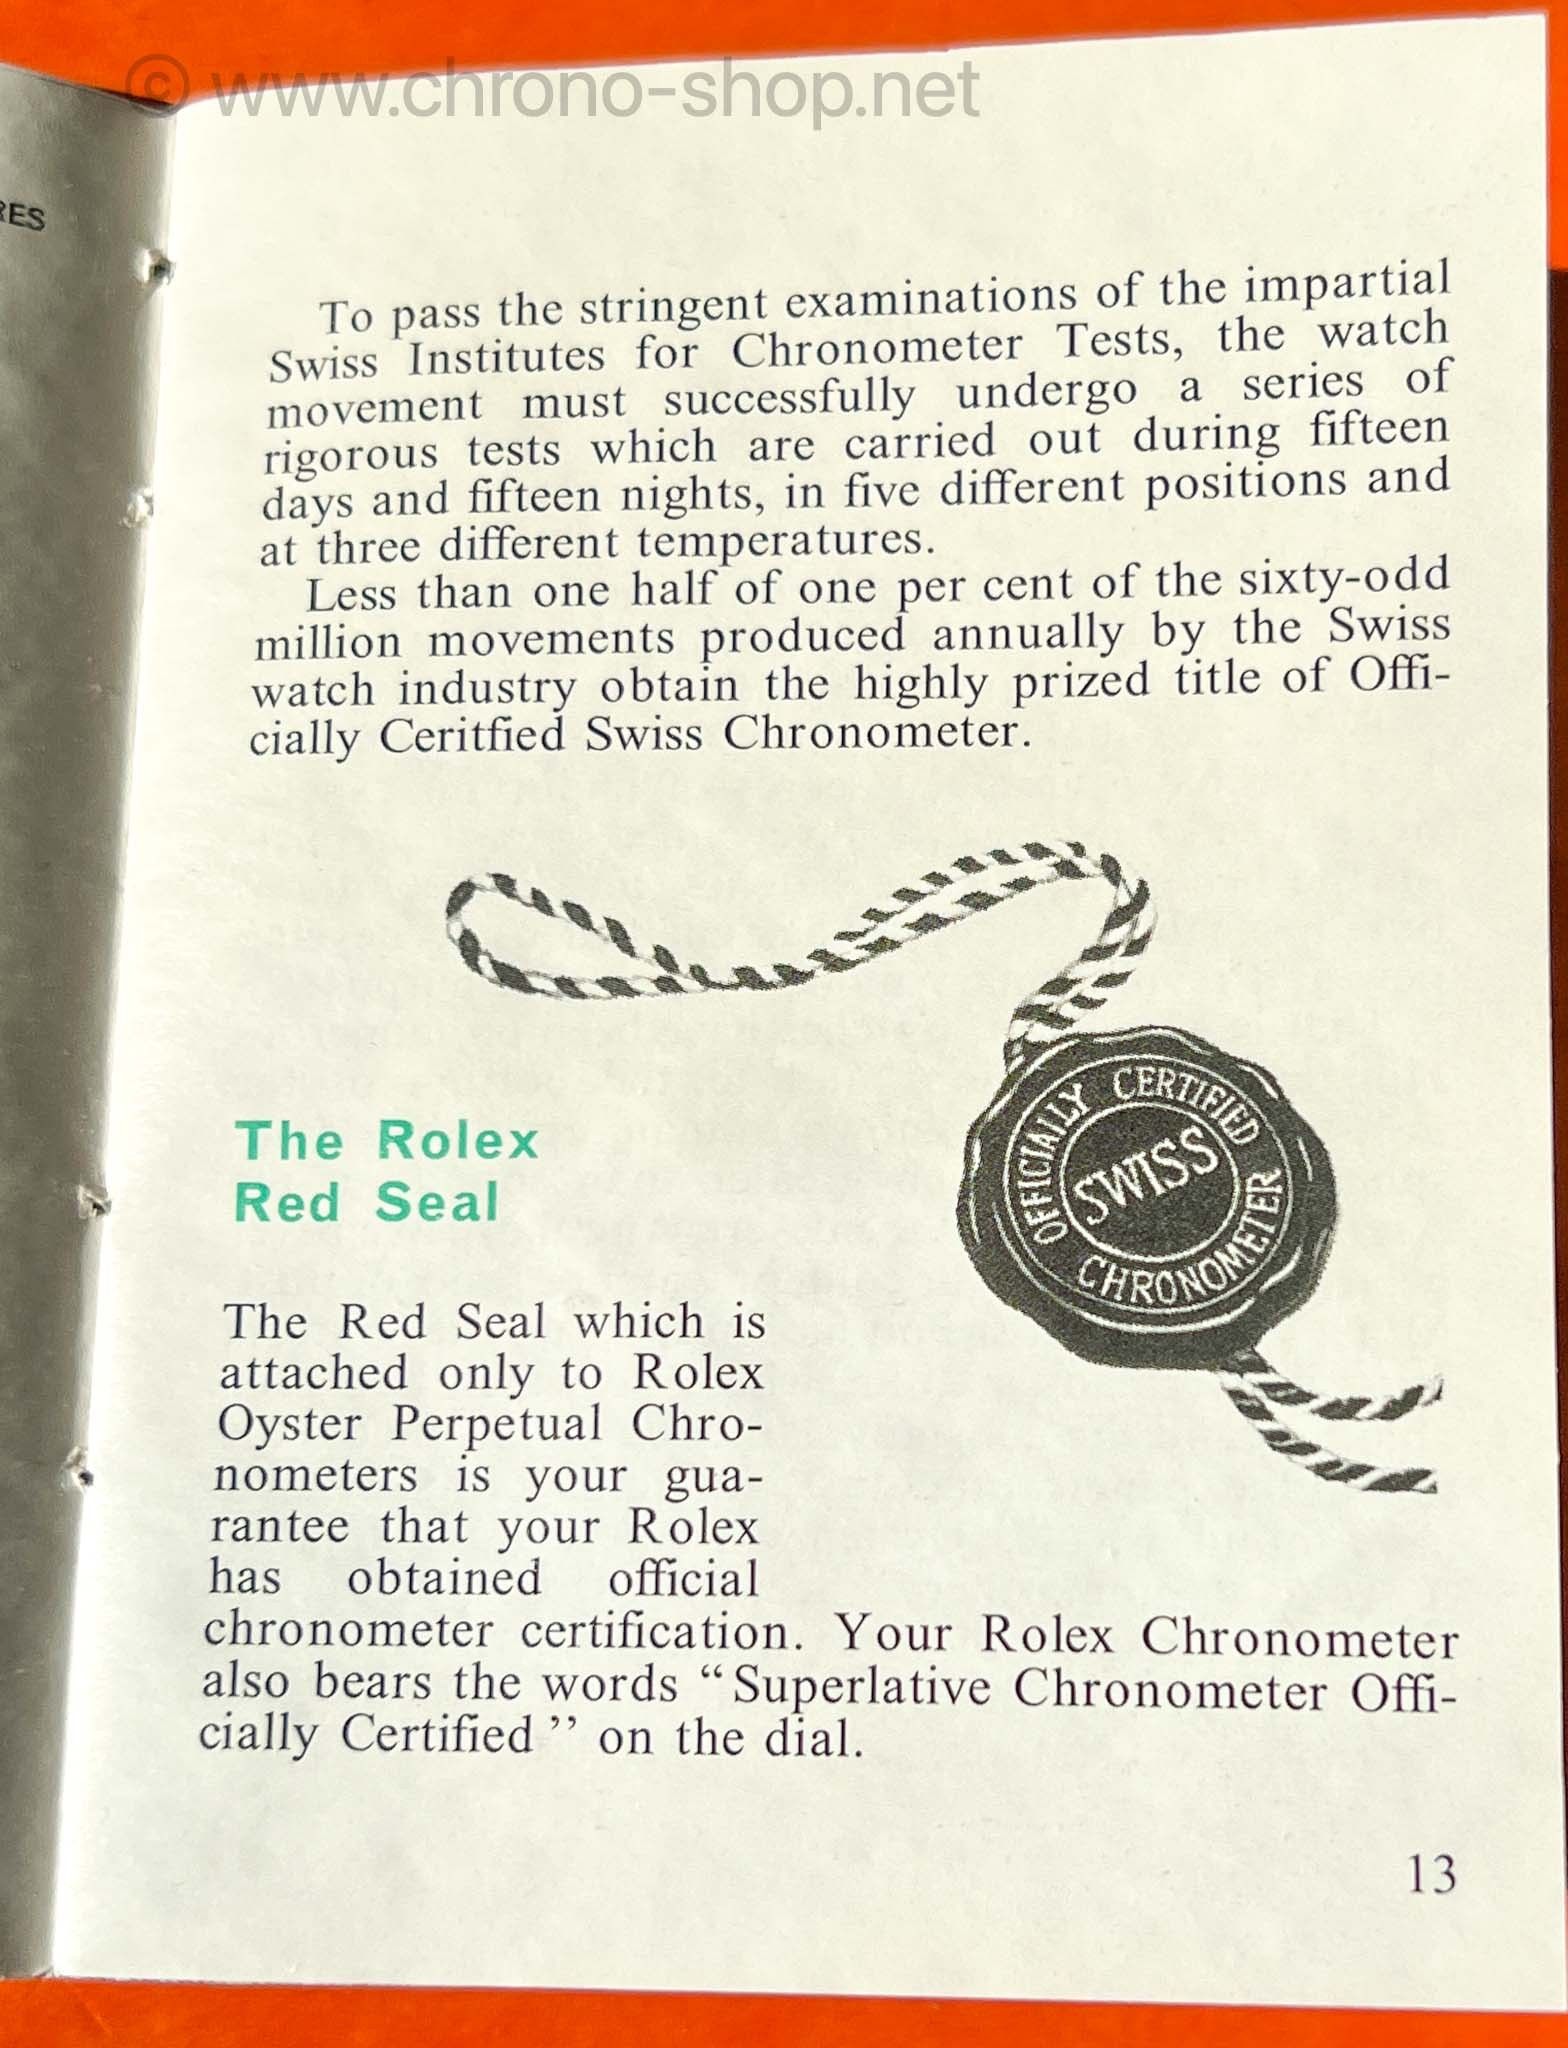 © www.chrono-shop.net
RES
To pass the stringent examinations of the impartial
Swiss Institutes for Chronometer Tests, the watch
movement must successfully undergo a series of
rigorous tests which are carried out during fifteen
days and fifteen nights, in five different positions and
at three different temperatures.
Less than one half of one per cent of the sixty-odd
million movements produced annually by the Swiss
watch industry obtain the highly prized title of Offi-
cially Ceritfied Swiss Chronometer.
OFFICIALLY CERTIFIED
SWISS
CHRONOMETER
The Rolex
Red Seal
The Red Seal which is
attached only to Rolex
Oyster Perpetual Chro-
nometers is your gua-
rantee that your Rolex
has obtained official
chronometer certification. Your Rolex Chronometer
also bears the words “Superlative Chronometer Offi-
cially Certified” on the dial.
13